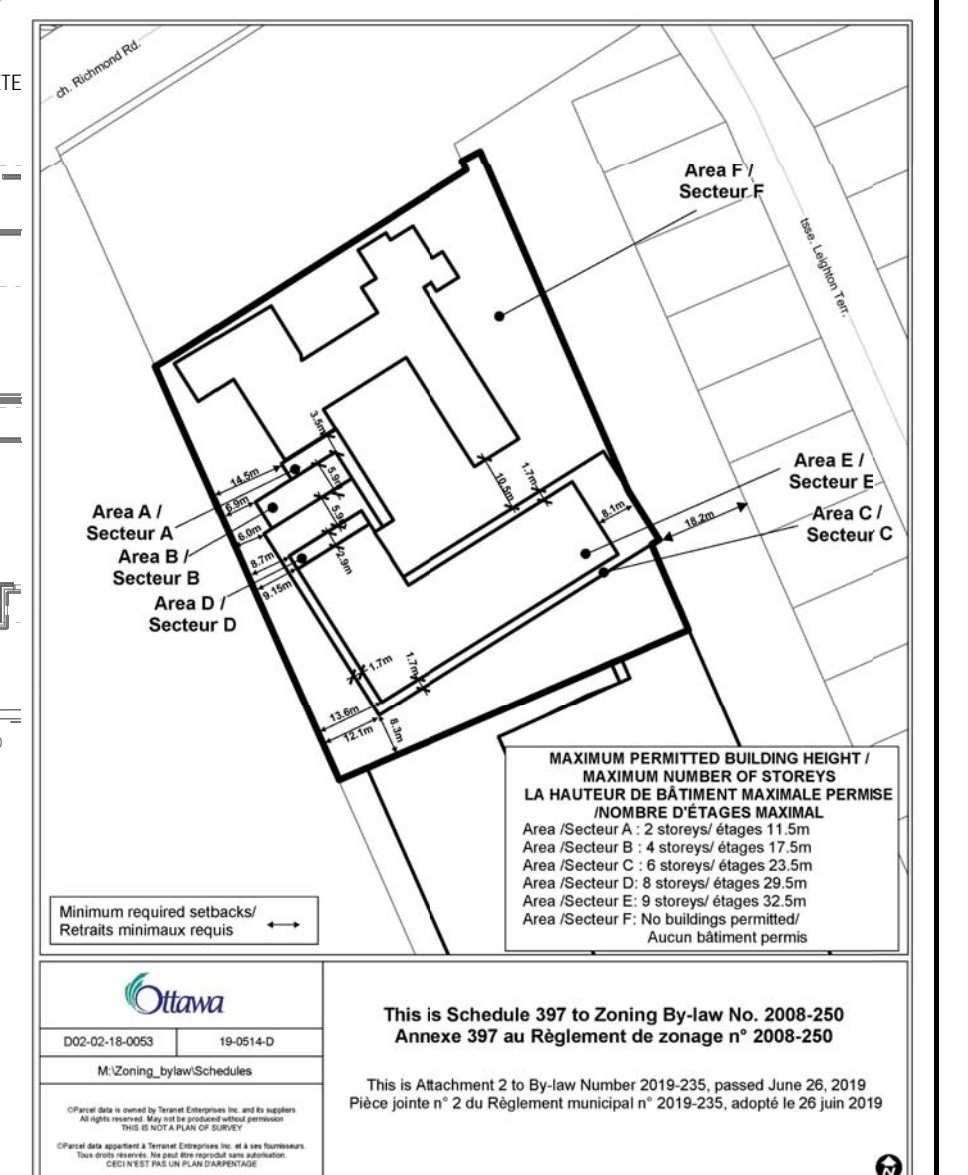 TE
ch. Richmond Rd.
Area F /
Secteur F
tsse. Leighton Terr.
3.5m
14.5m
5.9m
6.9m
10.5m
1.7m
Area E /
Secteur E
Area A /
Secteur A
8.1m
18.2m
Area C /
Secteur C
6.0m
5.9m
Area B /
Secteur B
8.7m
2.9m
9.15m
Area D /
Secteur D
1.7m
1.7m
13.6m
12.1m
8.3m
MAXIMUM PERMITTED BUILDING HEIGHT /
MAXIMUM NUMBER OF STOREYS
LA HAUTEUR DE BÂTIMENT MAXIMALE PERMISE
/NOMBRE D'ÉTAGES MAXIMAL
Area /Secteur A : 2 storeys/ étages 11.5m
Area /Secteur B : 4 storeys/ étages 17.5m
Area /Secteur C : 6 storeys/ étages 23.5m
Area /Secteur D: 8 storeys/ étages 29.5m
Area /Secteur E: 9 storeys/ étages 32.5m
Area /Secteur F: No buildings permitted/
Aucun bâtiment permis
Minimum required setbacks/
Retraits minimaux requis
Ottawa
D02-02-18-0053 19-0514-D
M:\Zoning_bylaw\Schedules
©Parcel data is owned by Teranet Enterprises Inc. and its suppliers
All rights reserved. May not be produced without permission
THIS IS NOT A PLAN OF SURVEY
©Parcel data appartient à Terranet Entreprises Inc. et à ses fournisseurs.
Tous droits réservés. Ne peut être reproduit sans autorisation.
CECI N'EST PAS UN PLAN D'ARPENTAGE
This is Schedule 397 to Zoning By-law No. 2008-250
Annexe 397 au Règlement de zonage n° 2008-250
This is Attachment 2 to By-law Number 2019-235, passed June 26, 2019
Pièce jointe n° 2 du Règlement municipal n° 2019-235, adopté le 26 juin 2019
N